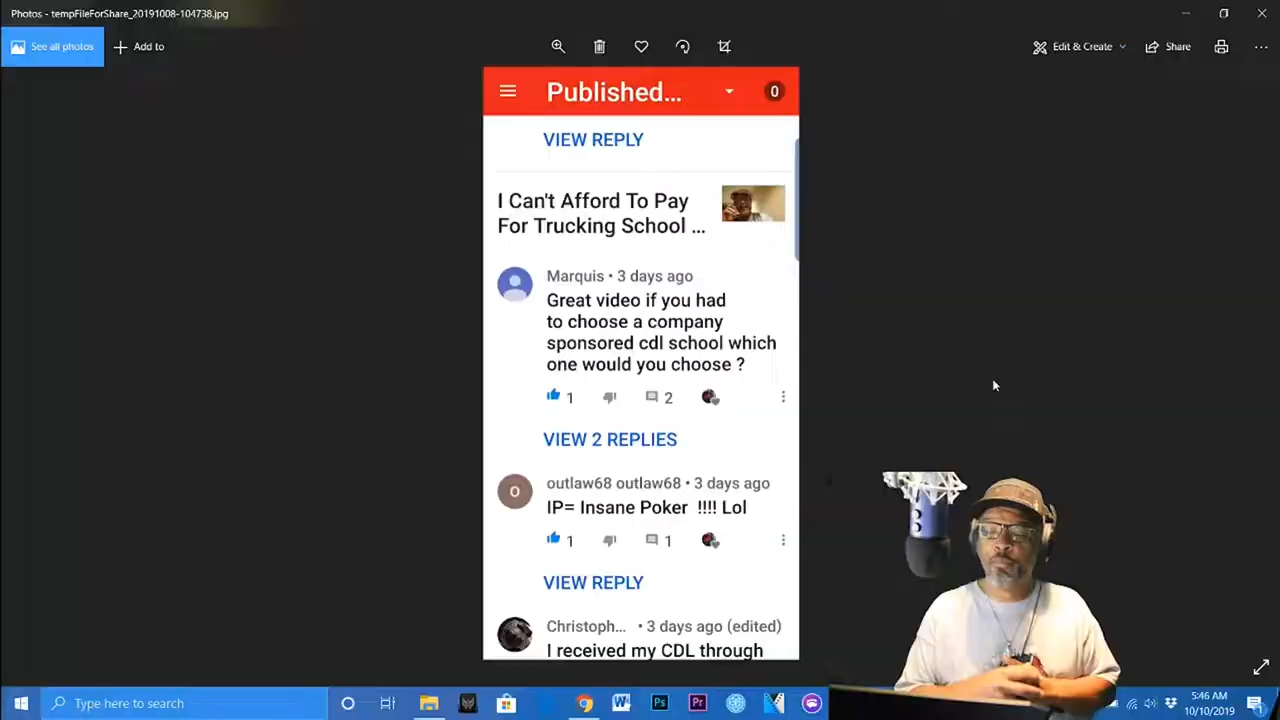 Photos - tempFileForShare_20191008-104738.jpg
See all photos
Add to
Edit & Create
Share
Published...
0
VIEW REPLY
I Can't Afford To Pay
For Trucking School ...
Marquis • 3 days ago
Great video if you had
to choose a company
sponsored cdl school which
one would you choose ?
1
2
VIEW 2 REPLIES
O
outlaw68 outlaw68 • 3 days ago
IP= Insane Poker !!!! Lol
1
1
VIEW REPLY
Christoph... • 3 days ago (edited)
I received my CDL through
Type here to search
W
Ps
Pr
5:46 AM
10/10/2019